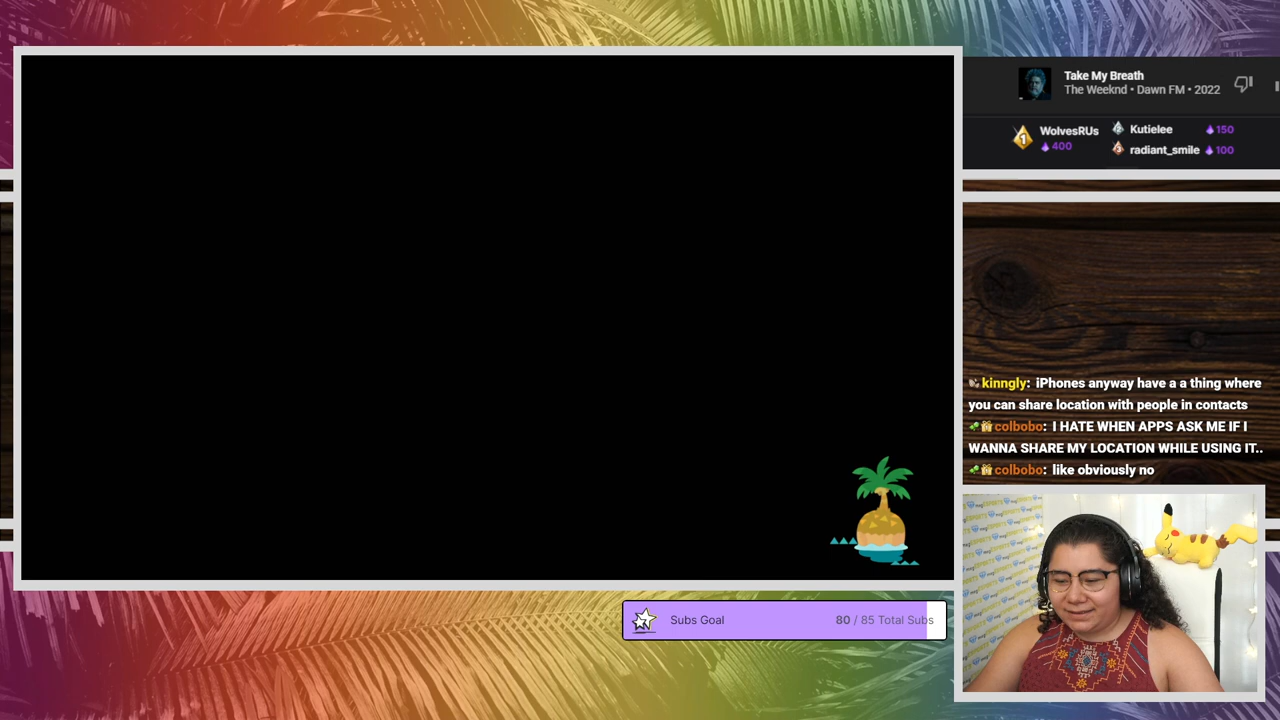 Take My Breath
The Weeknd • Dawn FM • 2022
1 WolvesRUs
400
Kutielee 150
3 radiant_smile 100
kinngly: iPhones anyway have a a thing where
you can share location with people in contacts
colbobo: I HATE WHEN APPS ASK ME IF I
WANNA SHARE MY LOCATION WHILE USING IT..
colbobo: like obviously no
Subs Goal 80 / 85 Total Subs